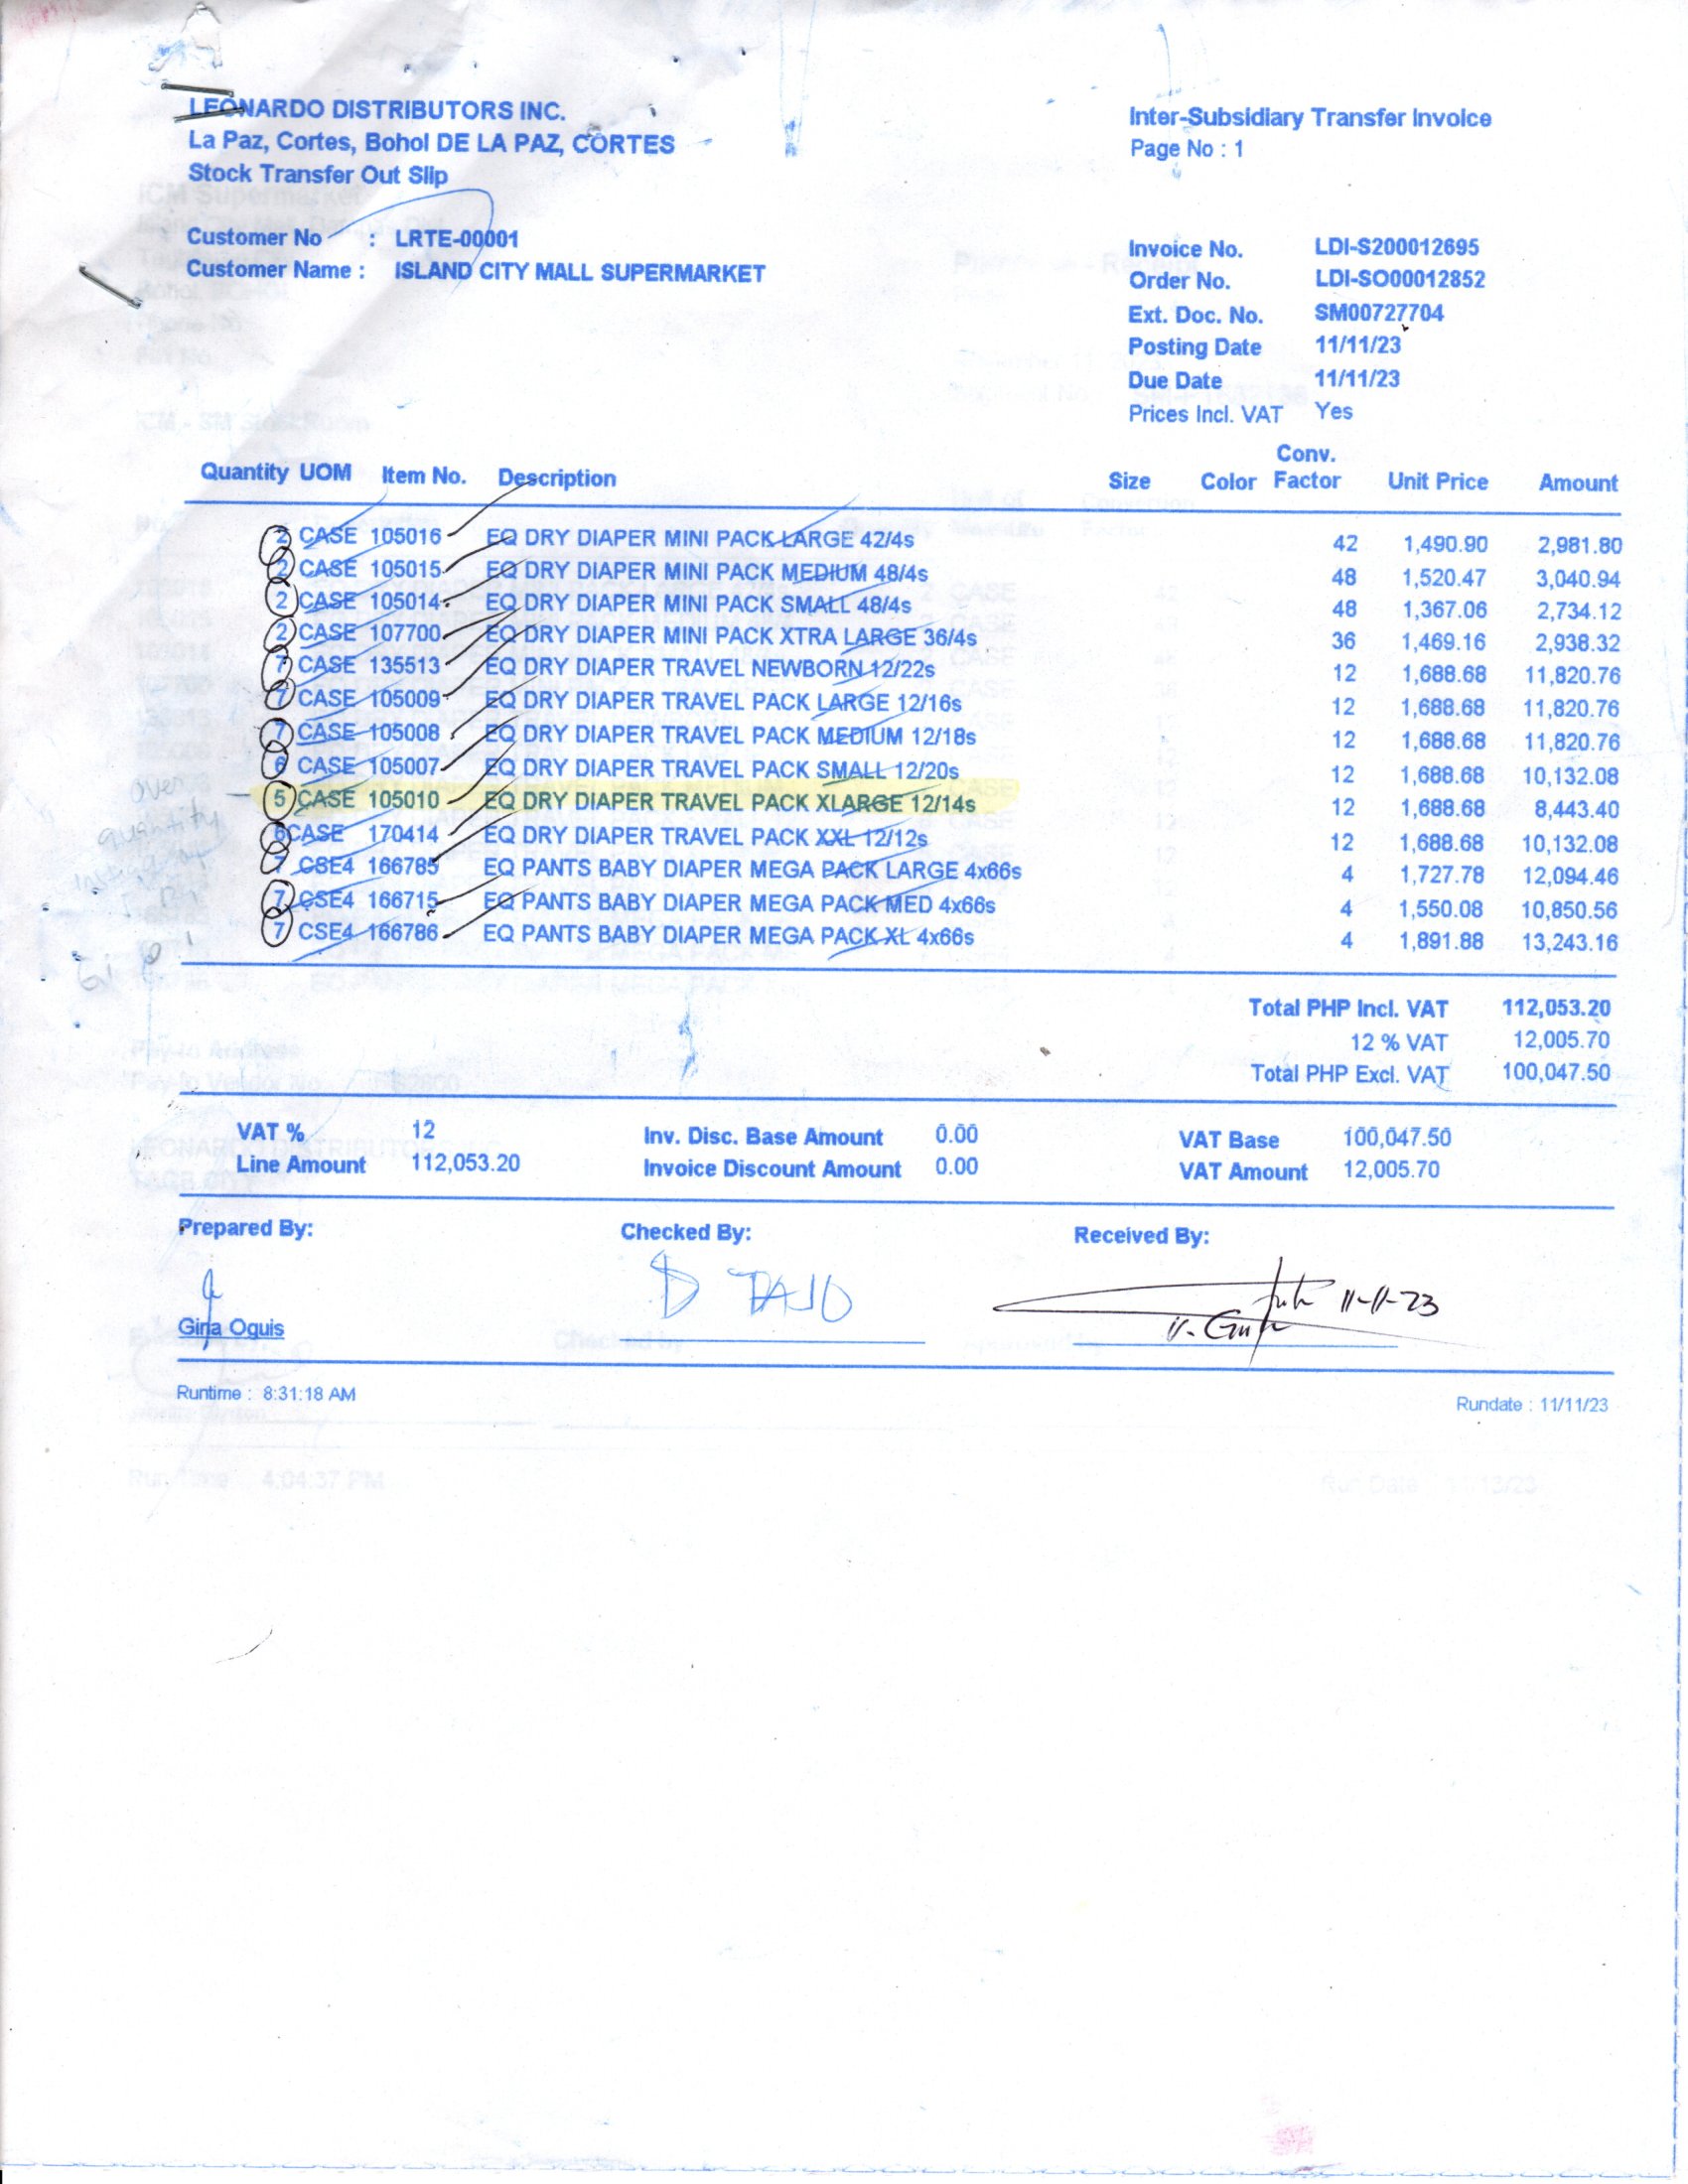 LEONARDO DISTRIBUTORS INC.
La Paz, Cortes, Bohol DE LA PAZ, CORTES
Stock Transfer Out Slip
Inter-Subsidiary Transfer Invoice
Page No : 1
Customer No : LRTE-00001
Customer Name : ISLAND CITY MALL SUPERMARKET
Invoice No. LDI-S200012695
Order No. LDI-SO00012852
Ext. Doc. No. SM00727704
Posting Date 11/11/23
Due Date 11/11/23
Prices Incl. VAT Yes
Quantity UOM Item No. Description Size Color Conv. Factor Unit Price Amount
2 CASE 105016 EQ DRY DIAPER MINI PACK LARGE 42/4s 42 1,490.90 2,981.80
2 CASE 105015 EQ DRY DIAPER MINI PACK MEDIUM 48/4s 48 1,520.47 3,040.94
2 CASE 105014 EQ DRY DIAPER MINI PACK SMALL 48/4s 48 1,367.06 2,734.12
2 CASE 107700 EQ DRY DIAPER MINI PACK XTRA LARGE 36/4s 36 1,469.16 2,938.32
7 CASE 135513 EQ DRY DIAPER TRAVEL NEWBORN 12/22s 12 1,688.68 11,820.76
7 CASE 105009 EQ DRY DIAPER TRAVEL PACK LARGE 12/16s 12 1,688.68 11,820.76
7 CASE 105008 EQ DRY DIAPER TRAVEL PACK MEDIUM 12/18s 12 1,688.68 11,820.76
6 CASE 105007 EQ DRY DIAPER TRAVEL PACK SMALL 12/20s 12 1,688.68 10,132.08
5 CASE 105010 EQ DRY DIAPER TRAVEL PACK XLARGE 12/14s 12 1,688.68 8,443.40
6 CASE 170414 EQ DRY DIAPER TRAVEL PACK XXL 12/12s 12 1,688.68 10,132.08
7 CSE4 166785 EQ PANTS BABY DIAPER MEGA PACK LARGE 4x66s 4 1,727.78 12,094.46
7 CSE4 166715 EQ PANTS BABY DIAPER MEGA PACK MED 4x66s 4 1,550.08 10,850.56
7 CSE4 166786 EQ PANTS BABY DIAPER MEGA PACK XL 4x66s 4 1,891.88 13,243.16
over
quantity
Total PHP Incl. VAT 112,053.20
12 % VAT 12,005.70
Total PHP Excl. VAT 100,047.50
VAT % 12 Inv. Disc. Base Amount 0.00 VAT Base 100,047.50
Line Amount 112,053.20 Invoice Discount Amount 0.00 VAT Amount 12,005.70
Prepared By: Checked By: Received By:
11-11-23
Gina Oguis
Runtime : 8:31:18 AM Rundate : 11/11/23
Run Time 4:04:37 PM